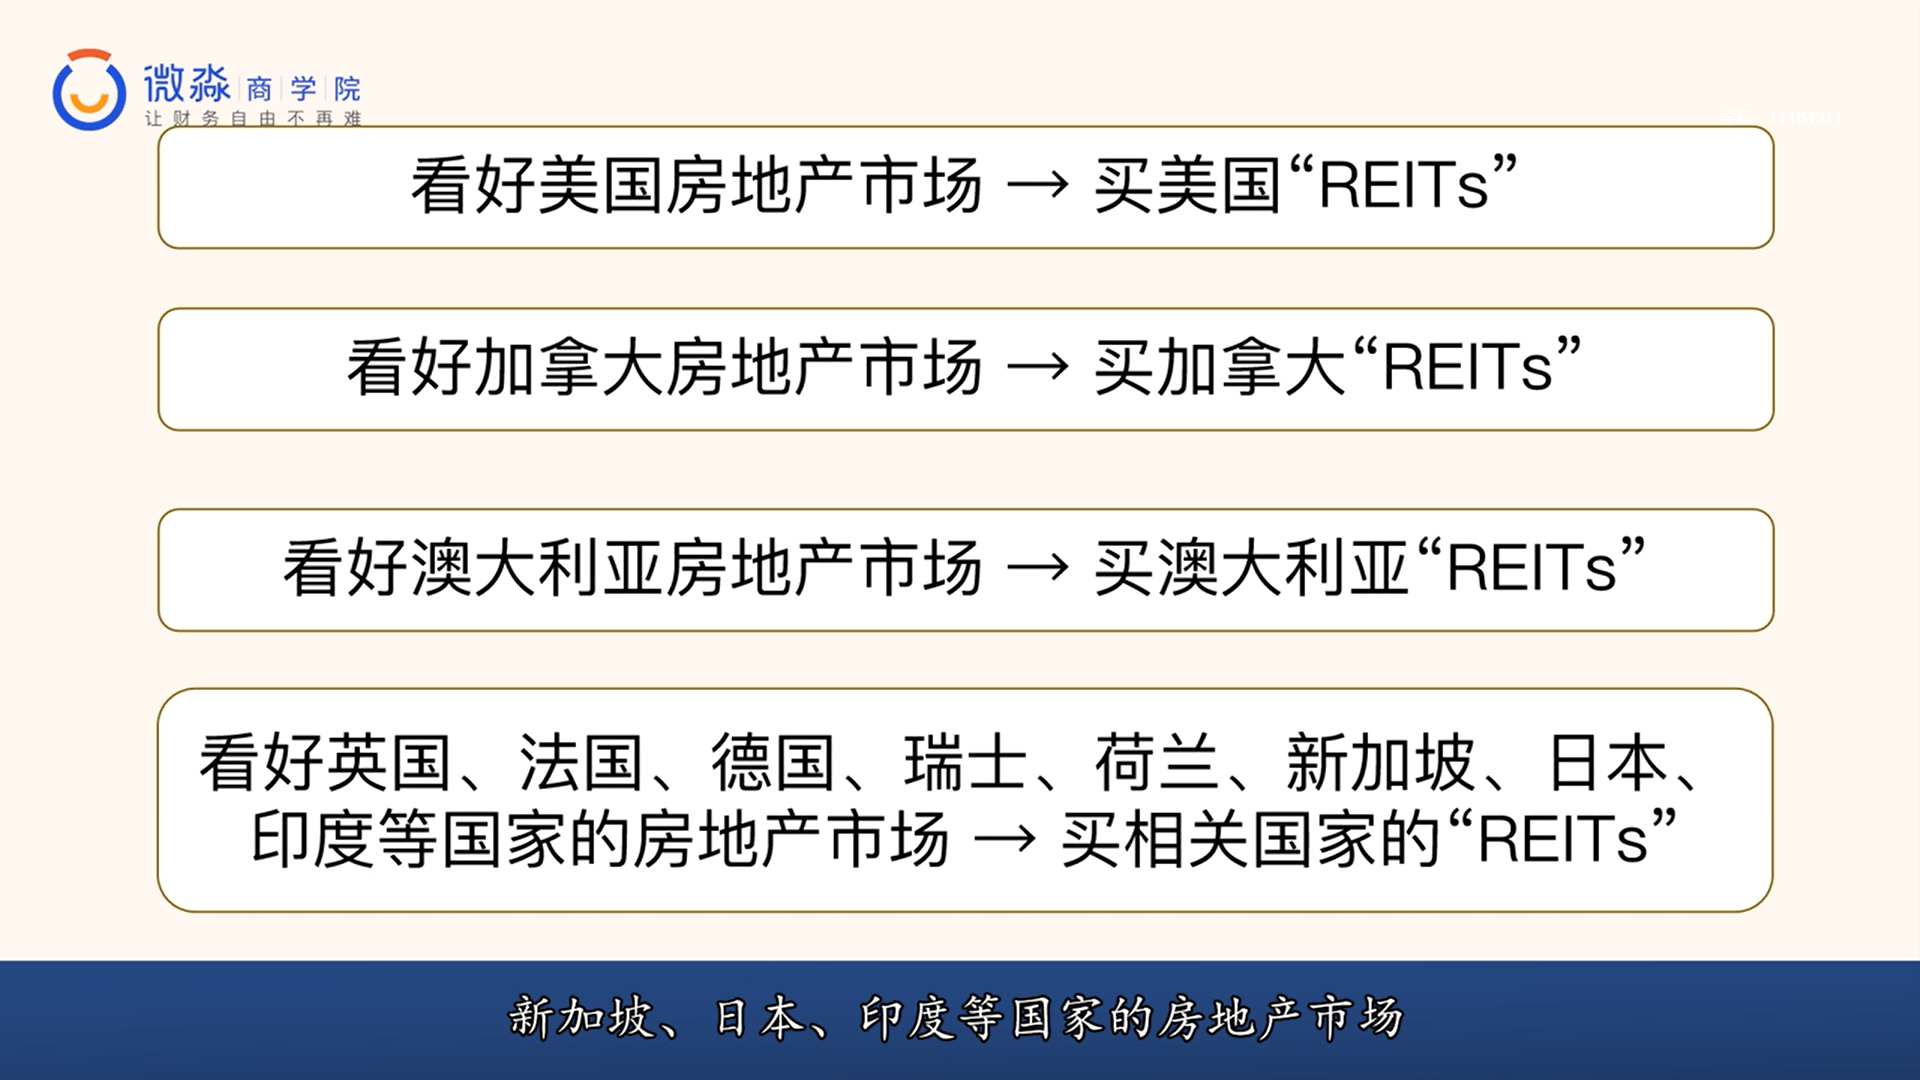 微淼 商学院
让财务自由不再难
看好美国房地产市场 → 买美国“REITs”
看好加拿大房地产市场 → 买加拿大“REITs”
看好澳大利亚房地产市场 → 买澳大利亚“REITs”
看好英国、法国、德国、瑞士、荷兰、新加坡、日本、
印度等国家的房地产市场 → 买相关国家的“REITs”
新加坡、日本、印度等国家的房地产市场